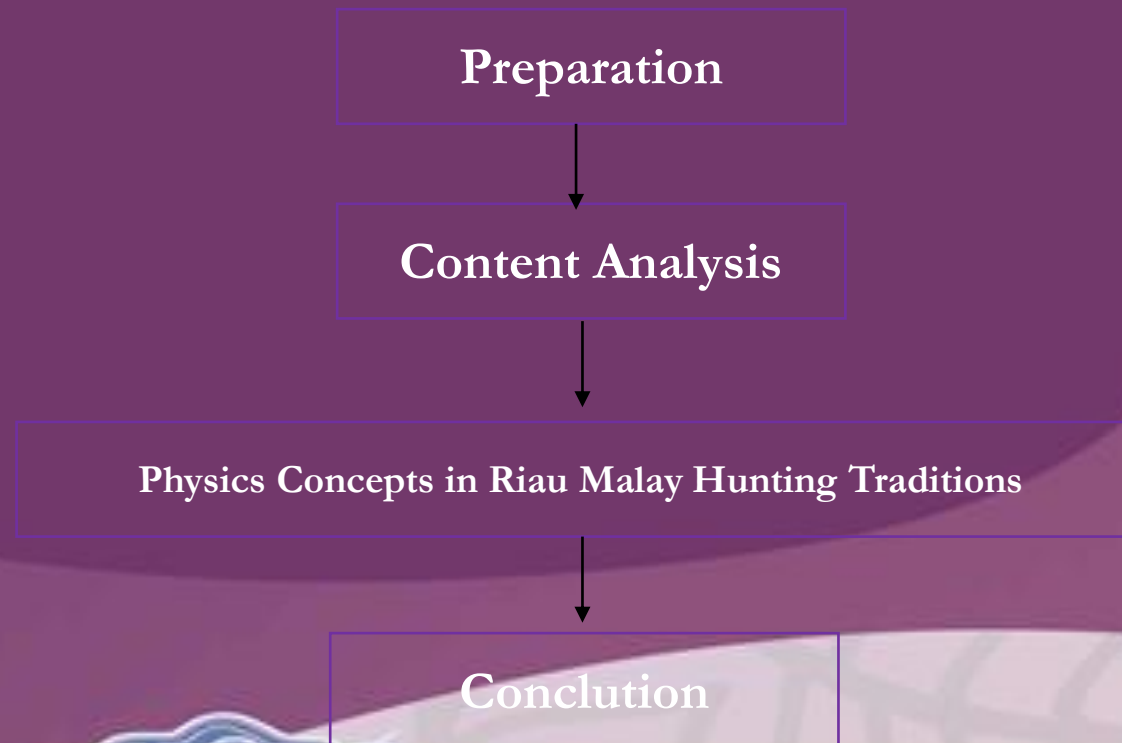 Preparation
Content Analysis
Physics Concepts in Riau Malay Hunting Traditions
Conclution